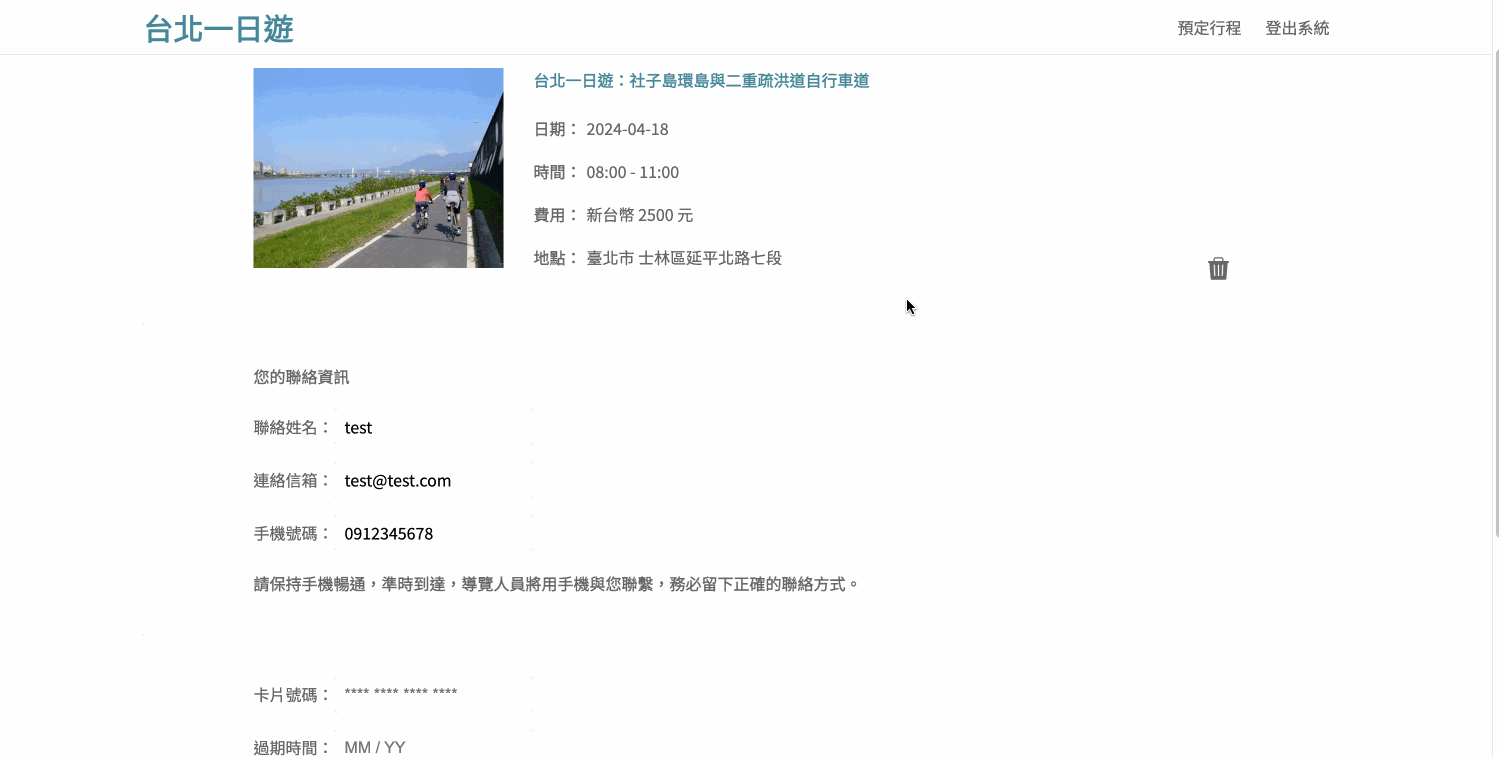 台北一日遊
預定行程 登出系統
台北一日遊：社子島環島與二重疏洪道自行車道
日期： 2024-04-18
時間： 08:00 - 11:00
費用： 新台幣 2500 元
地點： 臺北市 士林區延平北路七段
您的聯絡資訊
聯絡姓名： test
連絡信箱： test@test.com
手機號碼： 0912345678
請保持手機暢通，準時到達，導覽人員將用手機與您聯繫，務必留下正確的聯絡方式。
卡片號碼： **** **** **** ****
過期時間： MM / YY